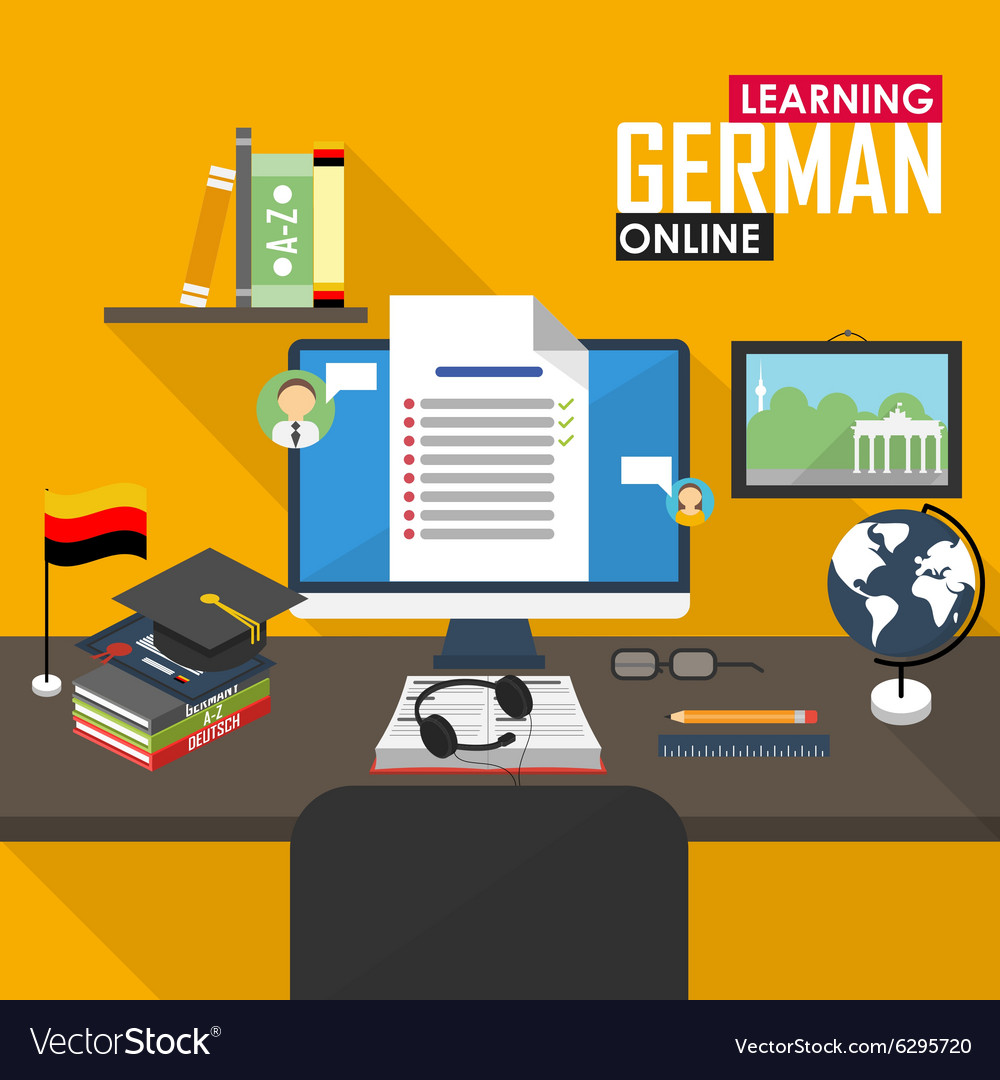 LEARNING
GERMAN
ONLINE
A-Z
GERMANY
A-Z
DEUTSCH
VectorStock®
VectorStock.com/6295720